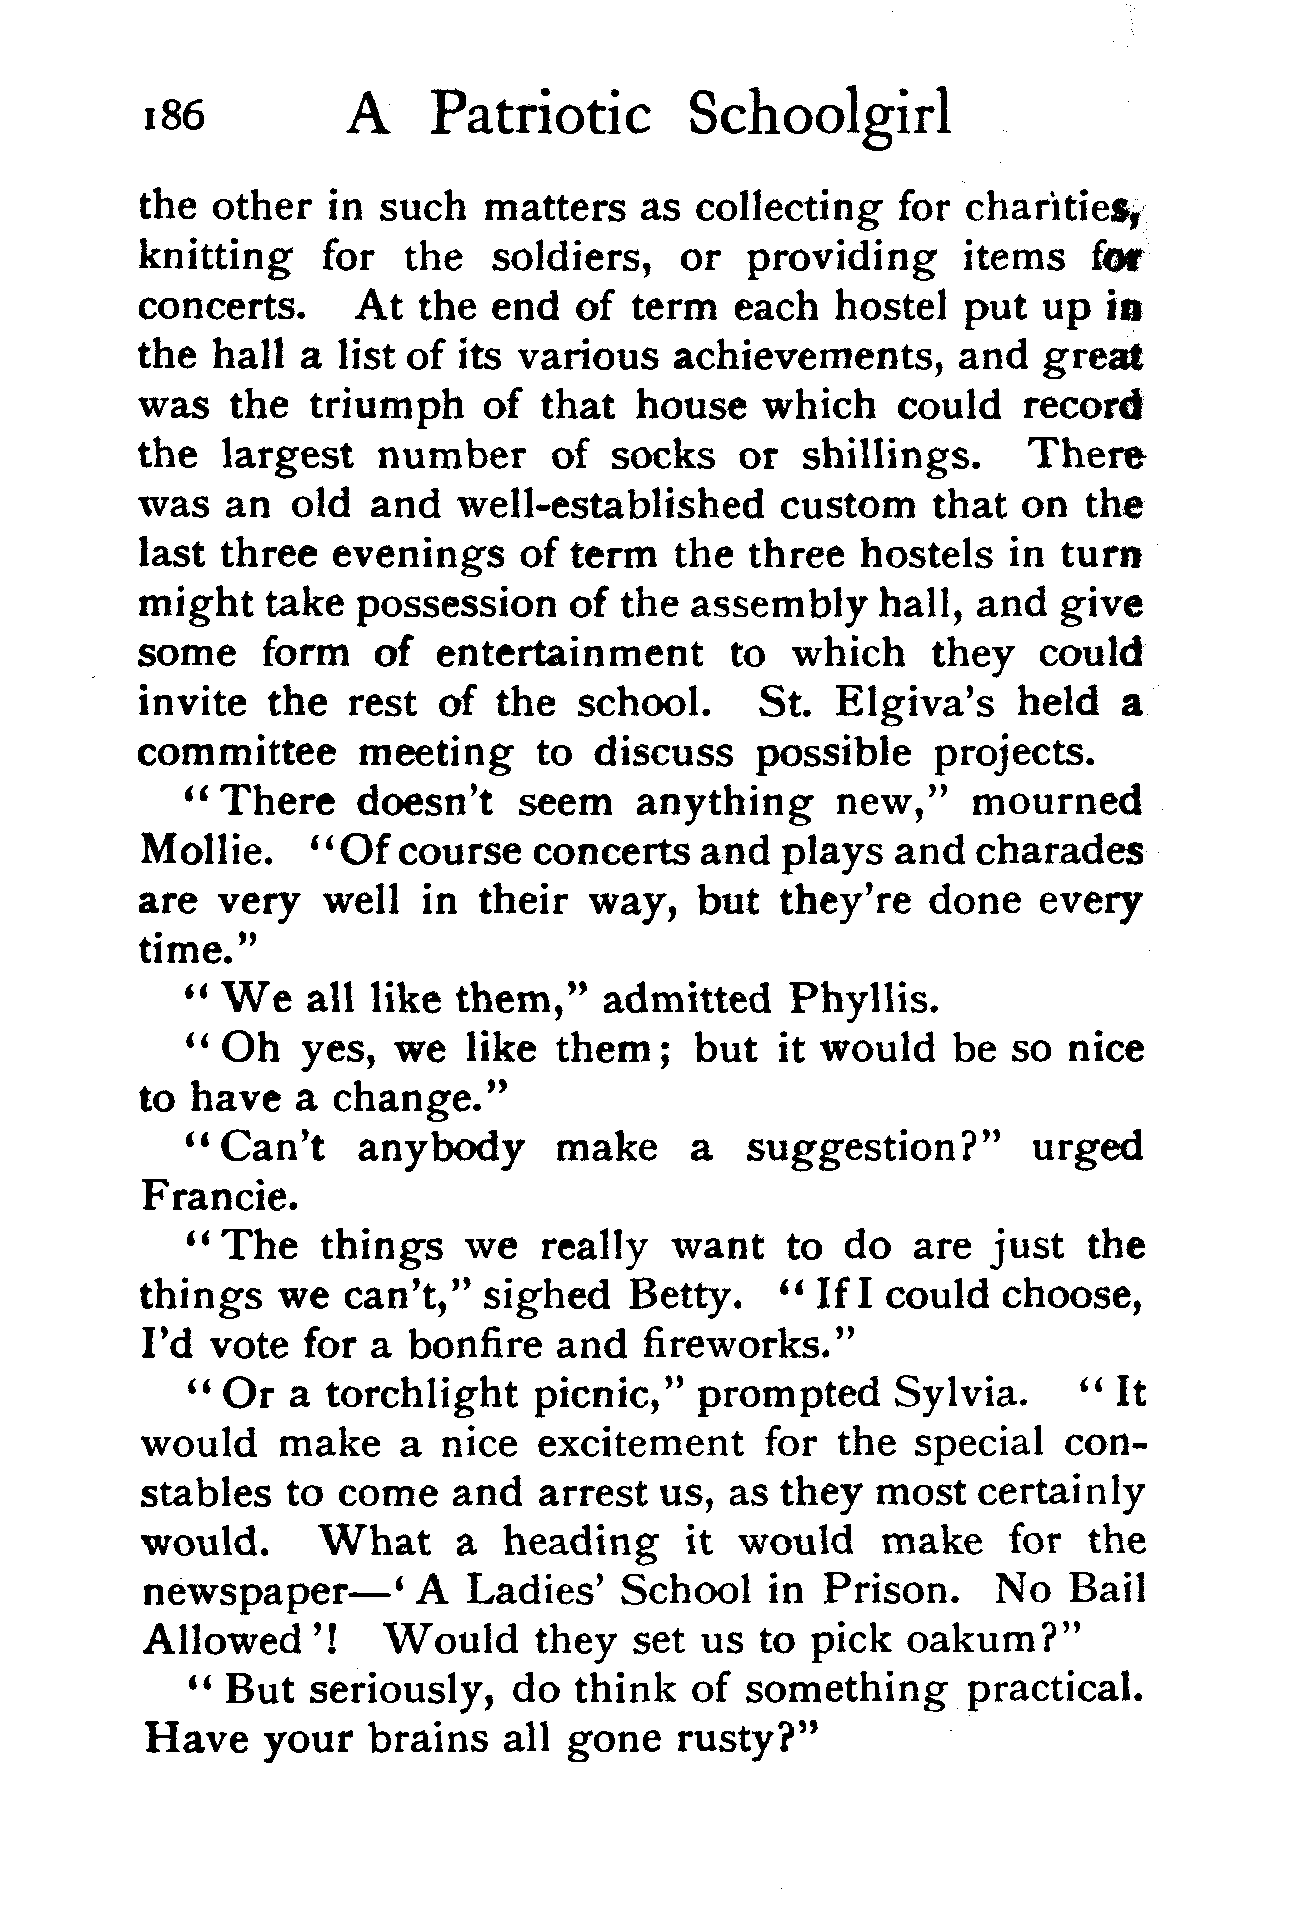 186 A Patriotic Schoolgirl
the other in such matters as collecting for charities,
knitting for the soldiers, or providing items for
concerts. At the end of term each hostel put up in
the hall a list of its various achievements, and great
was the triumph of that house which could record
the largest number of socks or shillings. There
was an old and well-established custom that on the
last three evenings of term the three hostels in turn
might take possession of the assembly hall, and give
some form of entertainment to which they could
invite the rest of the school. St. Elgiva's held a
committee meeting to discuss possible projects.
"There doesn't seem anything new," mourned
Mollie. "Of course concerts and plays and charades
are very well in their way, but they're done every
time."
"We all like them," admitted Phyllis.
"Oh yes, we like them; but it would be so nice
to have a change."
"Can't anybody make a suggestion?" urged
Francie.
"The things we really want to do are just the
things we can't," sighed Betty. "If I could choose,
I'd vote for a bonfire and fireworks."
"Or a torchlight picnic," prompted Sylvia. "It
would make a nice excitement for the special con-
stables to come and arrest us, as they most certainly
would. What a heading it would make for the
newspaper—'A Ladies' School in Prison. No Bail
Allowed'! Would they set us to pick oakum?"
"But seriously, do think of something practical.
Have your brains all gone rusty?"